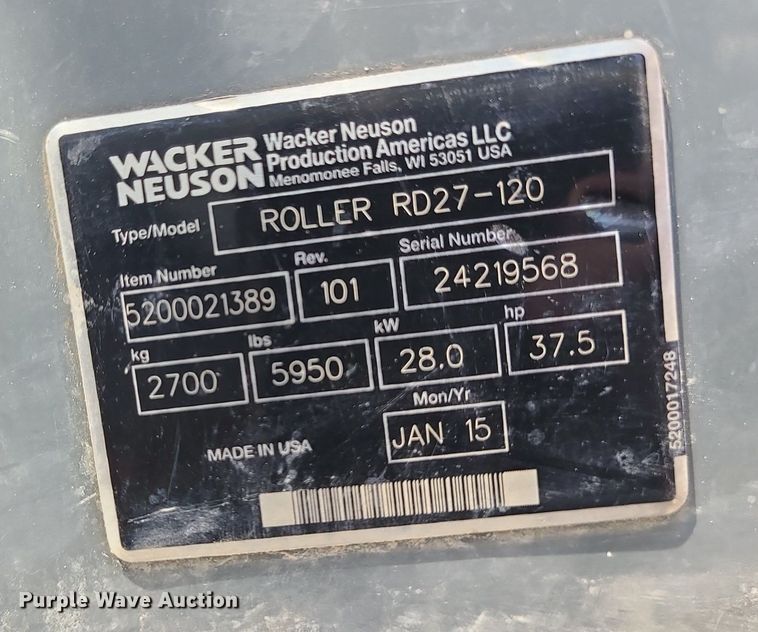 WACKER NEUSON
Wacker Neuson
Production Americas LLC
Menomonee Falls, WI 53051 USA
Type/Model ROLLER RD27-120
Item Number Rev. Serial Number
5200021389 101 24219568
kg lbs kW hp
2700 5950 28.0 37.5
Mon/Yr
MADE IN USA JAN 15
5200017248
Purple Wave Auction